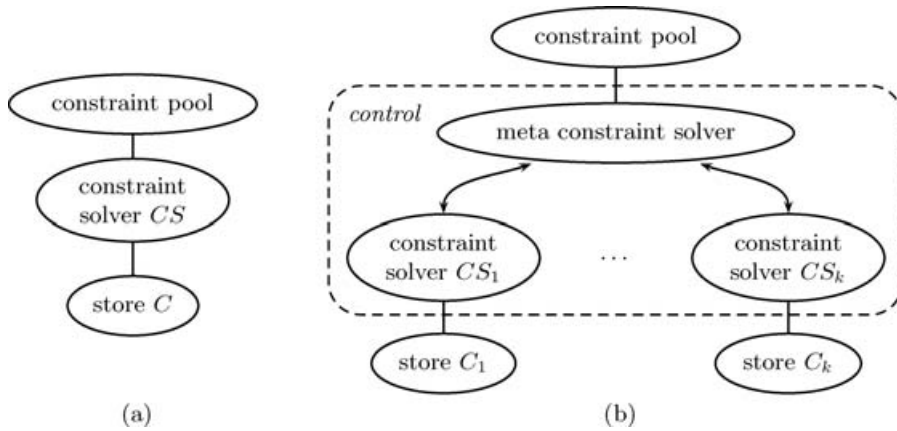 constraint pool
constraint
solver CS
store C
(a)
constraint pool
control
meta constraint solver
constraint
solver CS₁
. . .
constraint
solver CSₖ
store C₁
store Cₖ
(b)